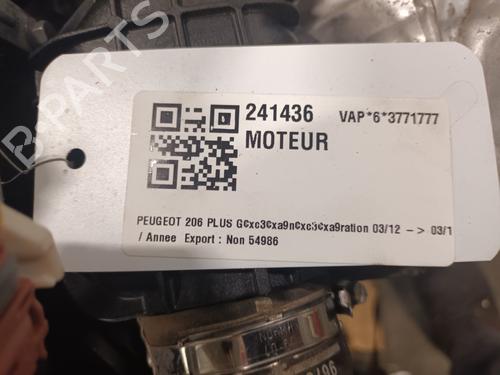 B-PARTS
241436
VAP*6*3771777
MOTEUR
PEUGEOT 206 PLUS G¢xc3¢xa9n¢xc3¢xa9ration 03/12 -> 03/1
/ Annee Export : Non 54986